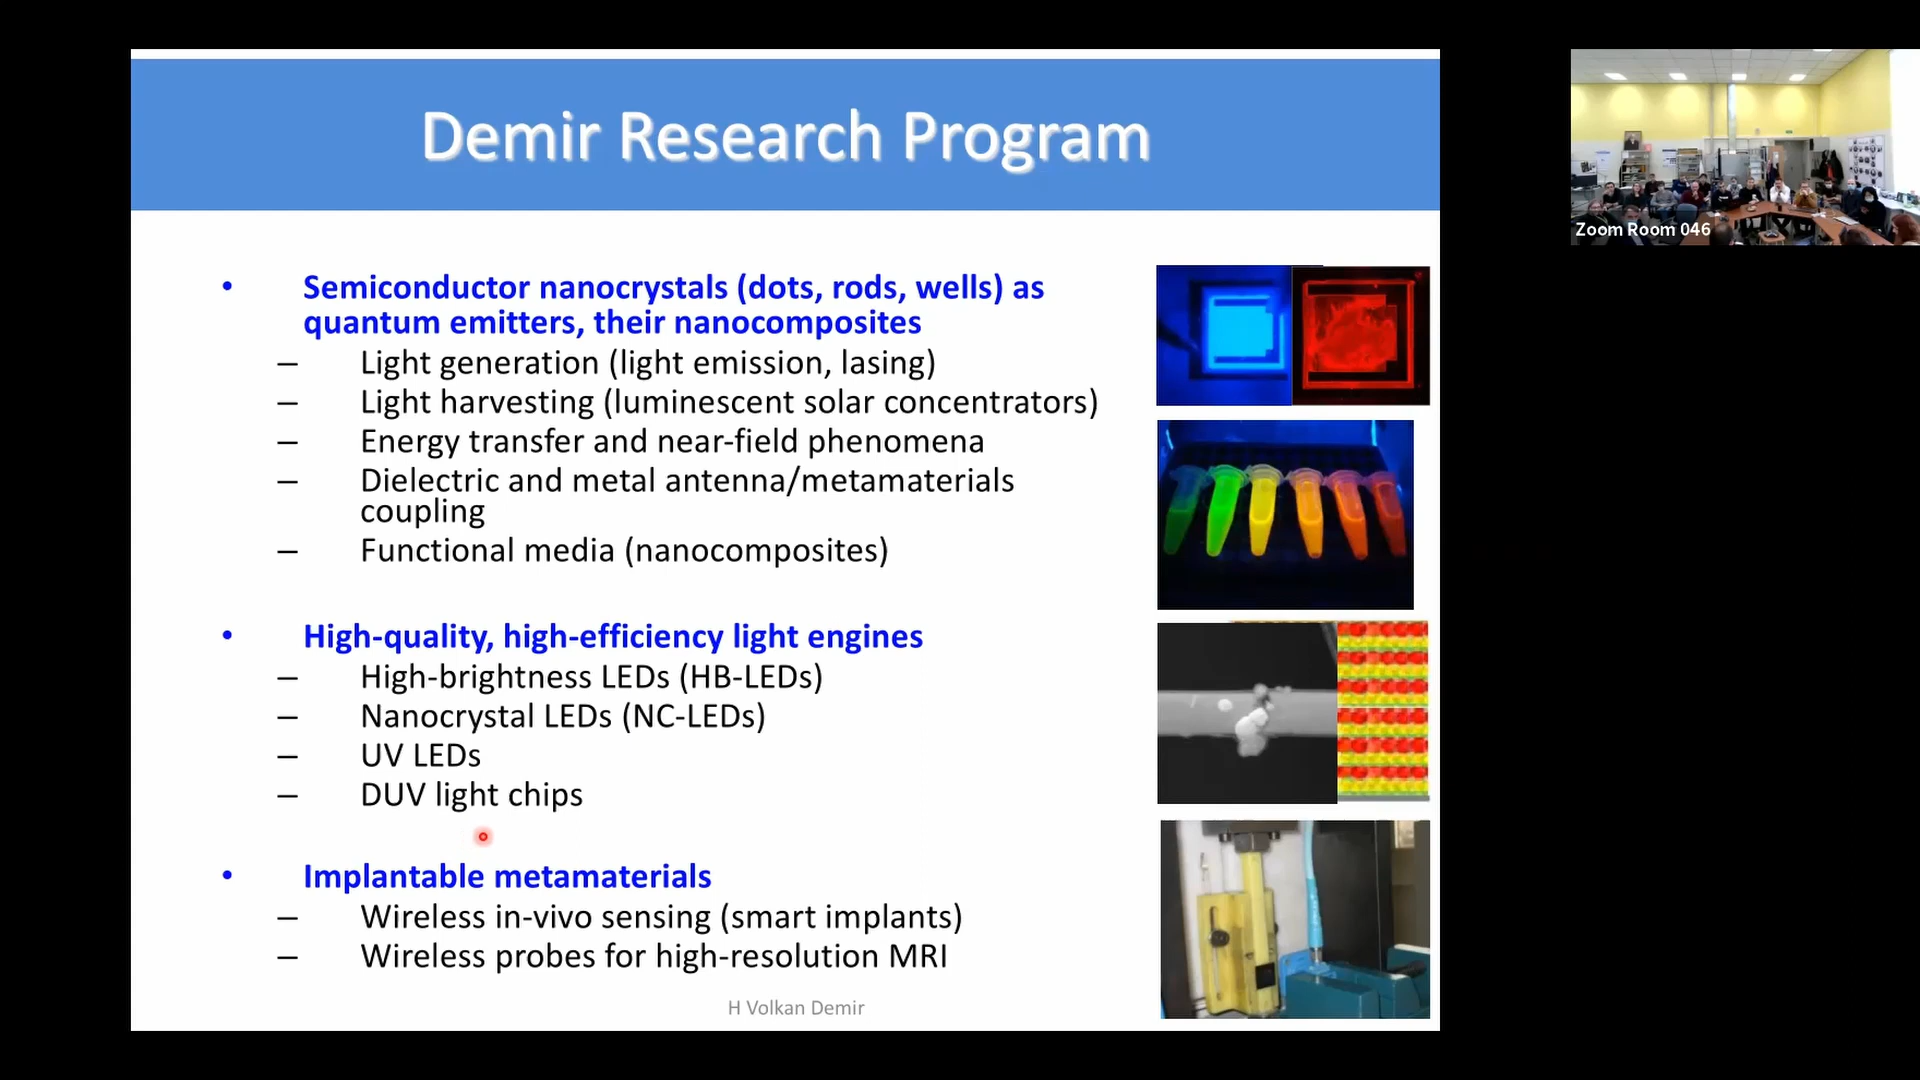 Demir Research Program
• Semiconductor nanocrystals (dots, rods, wells) as
quantum emitters, their nanocomposites
– Light generation (light emission, lasing)
– Light harvesting (luminescent solar concentrators)
– Energy transfer and near-field phenomena
– Dielectric and metal antenna/metamaterials
coupling
– Functional media (nanocomposites)
• High-quality, high-efficiency light engines
– High-brightness LEDs (HB-LEDs)
– Nanocrystal LEDs (NC-LEDs)
– UV LEDs
– DUV light chips
• Implantable metamaterials
– Wireless in-vivo sensing (smart implants)
– Wireless probes for high-resolution MRI
H Volkan Demir
Zoom Room 046